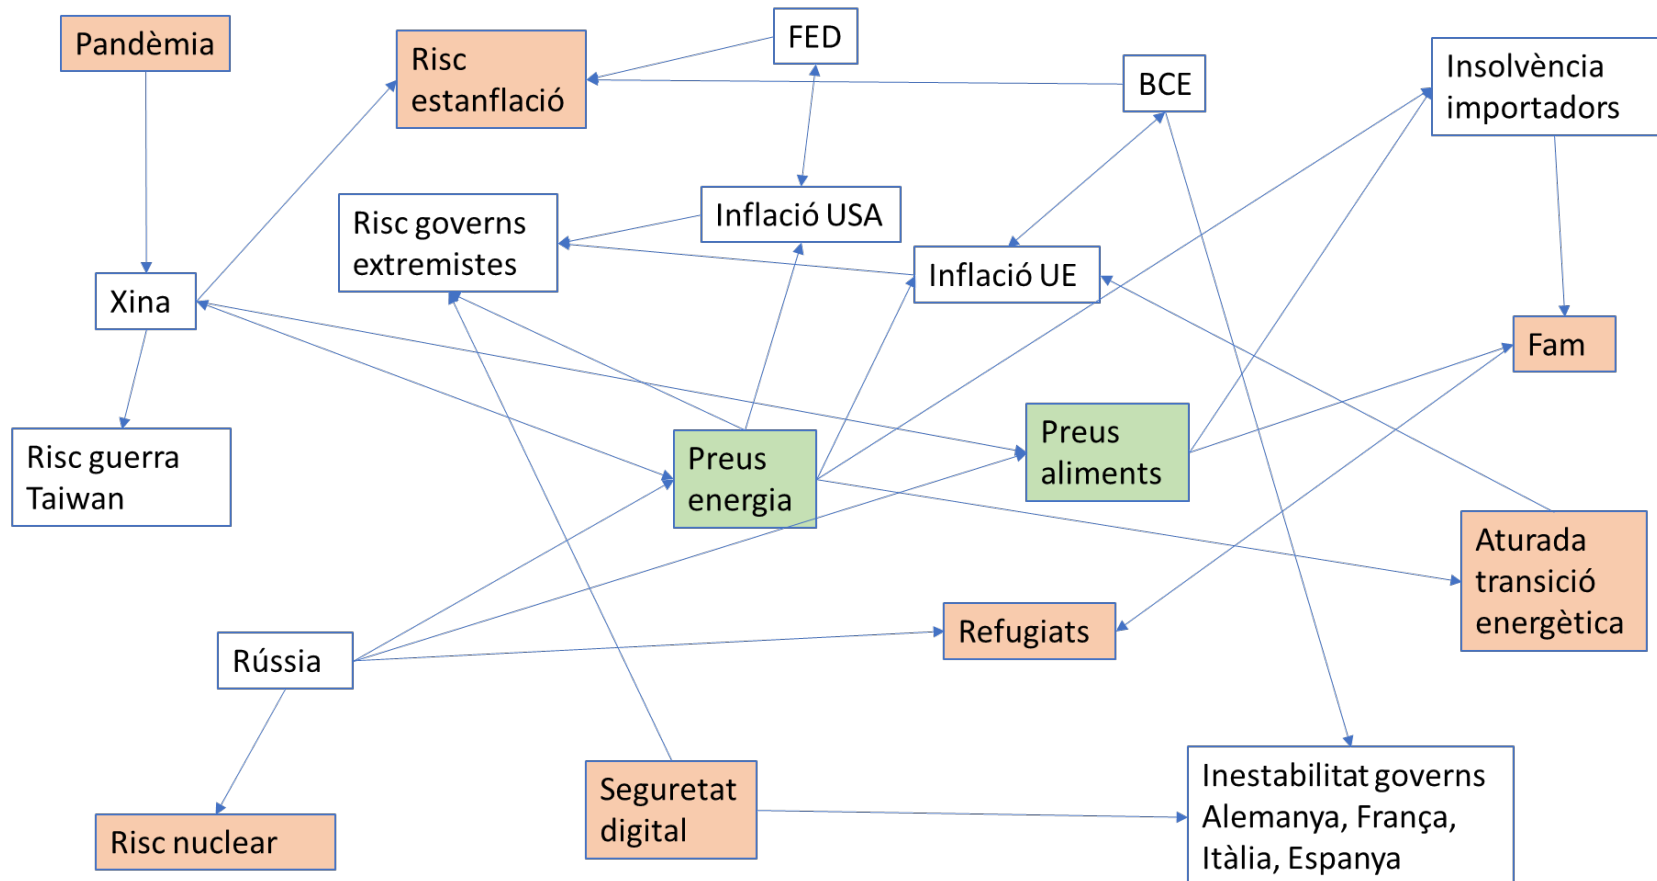 Pandèmia
Risc
estanflació
FED
BCE
Insolvència
importadors
Risc governs
extremistes
Inflació USA
Inflació UE
Xina
Fam
Risc guerra
Taiwan
Preus
energia
Preus
aliments
Aturada
transició
energètica
Rússia
Refugiats
Risc nuclear
Seguretat
digital
Inestabilitat governs
Alemanya, França,
Itàlia, Espanya